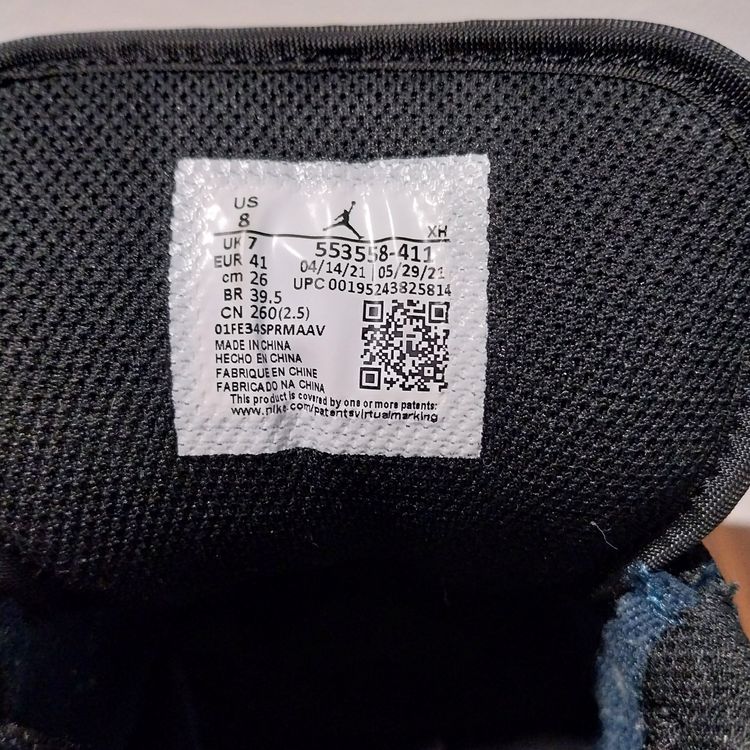 US
8
XH
UK 7
553558-411
EUR 41
04/14/21 05/29/21
cm 26
UPC 00195243825814
BR 39.5
CN 260(2.5)
01FE34SPRMAAV
MADE IN CHINA
HECHO EN CHINA
FABRIQUE EN CHINE
FABRICADO NA CHINA
This product is covered by one or more patents:
www.nike.com/patentsvirtualmarking